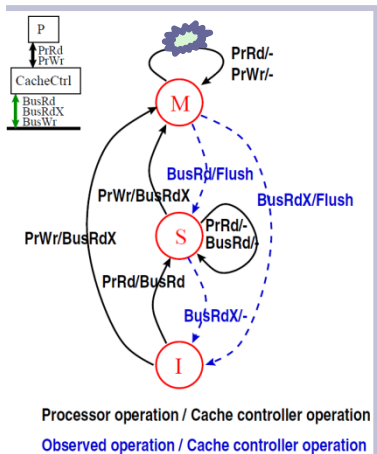 P
PrRd
PrWr
CacheCtrl
BusRd
BusRdX
BusWr
PrRd/-
PrWr/-
M
BusRd/Flush
BusRdX/Flush
PrWr/BusRdX
PrWr/BusRdX
S
PrRd/-
BusRd/-
PrRd/BusRd
BusRdX/-
I
Processor operation / Cache controller operation
Observed operation / Cache controller operation